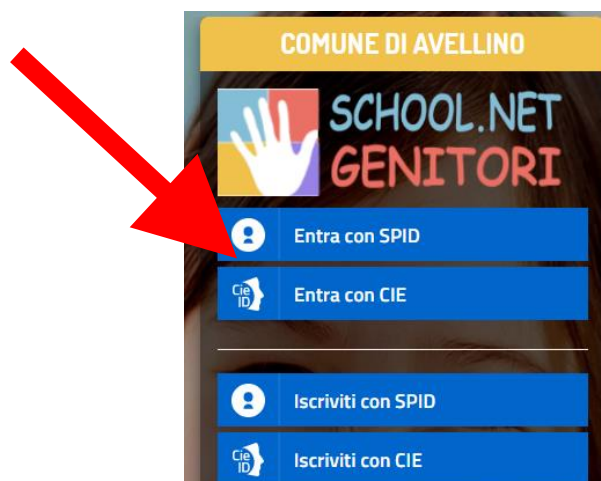 COMUNE DI AVELLINO
SCHOOL.NET
GENITORI
Entra con SPID
Cie
ID
Entra con CIE
Iscriviti con SPID
Cie
ID
Iscriviti con CIE